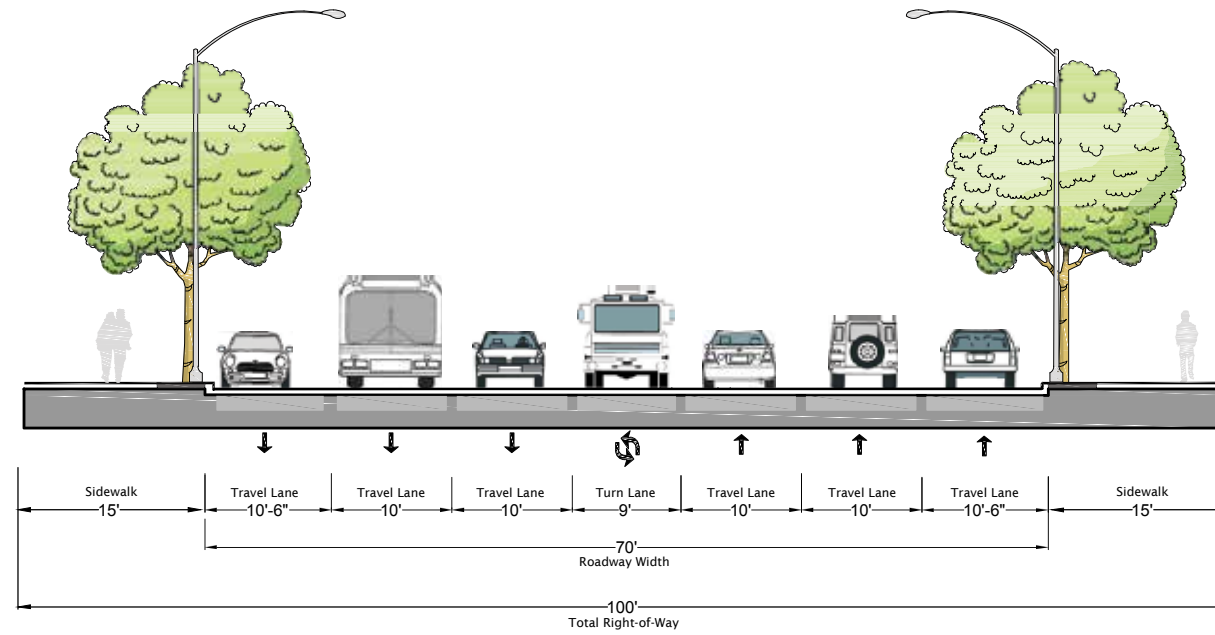 Sidewalk Travel Lane Travel Lane Travel Lane Turn Lane Travel Lane Travel Lane Travel Lane Sidewalk
15' 10'-6" 10' 10' 9' 10' 10' 10'-6" 15'
70'
Roadway Width
100'
Total Right-of-Way